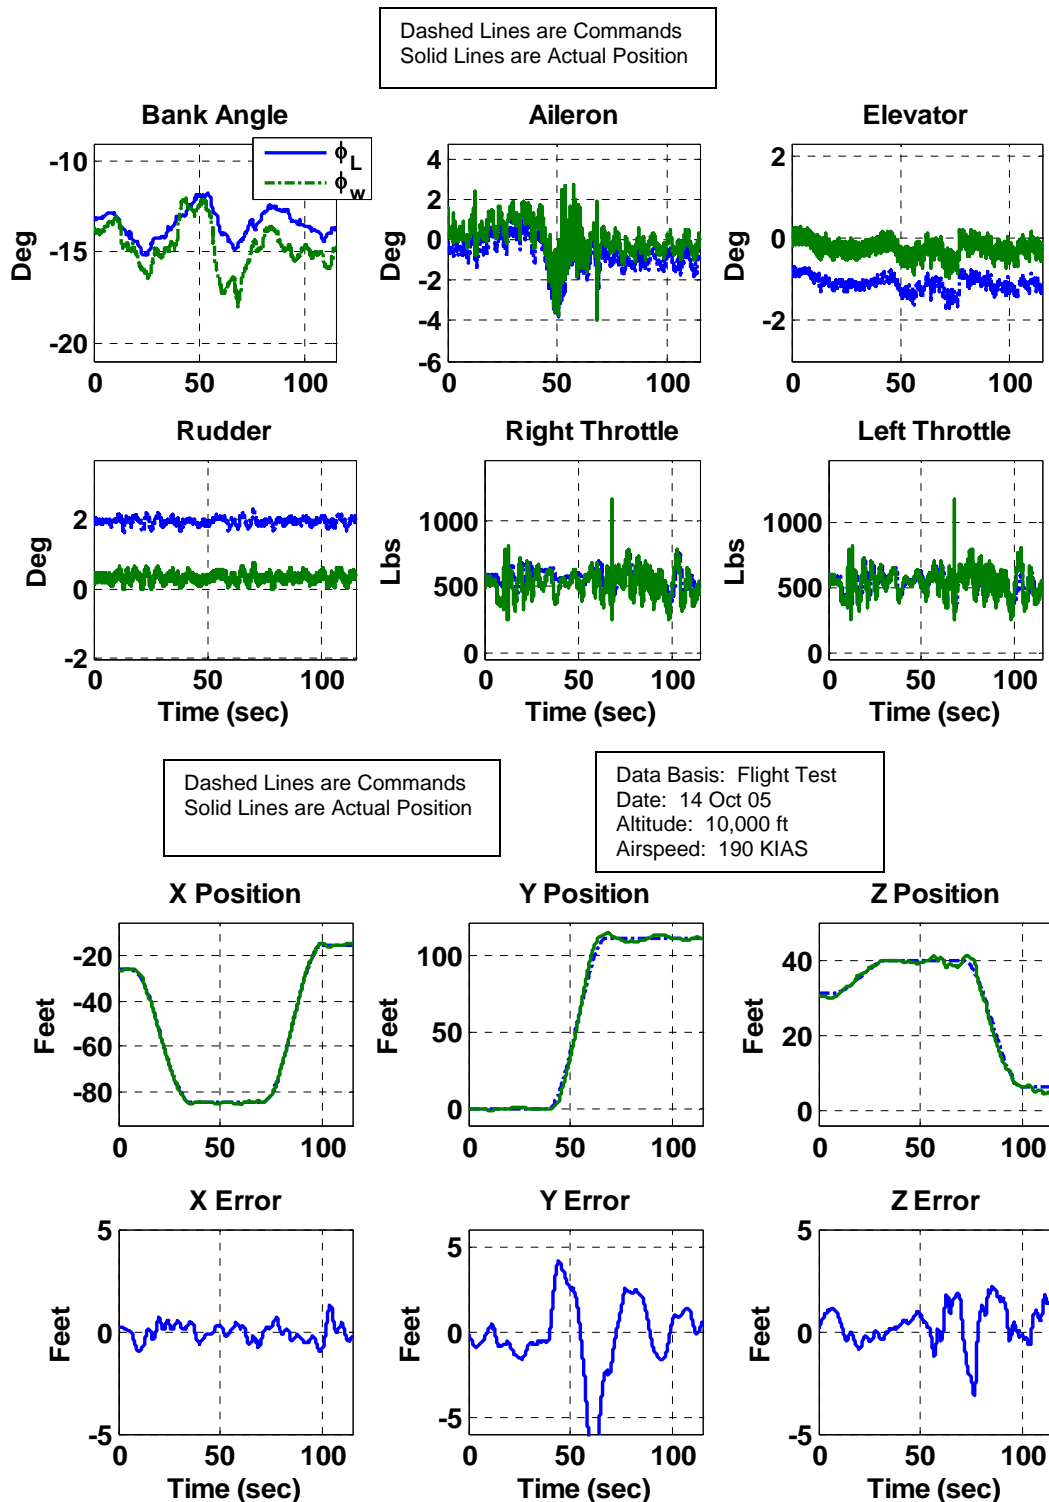 Dashed Lines are Commands
Solid Lines are Actual Position
Bank Angle
Aileron
Elevator
-10
-15
-20
Deg
ϕL
ϕw
0
50
100
4
2
0
-2
-4
-6
Deg
0
50
100
2
0
-2
Deg
0
50
100
Rudder
Right Throttle
Left Throttle
2
0
-2
Deg
0
50
100
Time (sec)
1000
500
0
Lbs
0
50
100
Time (sec)
1000
500
0
Lbs
0
50
100
Time (sec)
Dashed Lines are Commands
Solid Lines are Actual Position
Data Basis: Flight Test
Date: 14 Oct 05
Altitude: 10,000 ft
Airspeed: 190 KIAS
X Position
Y Position
Z Position
-20
-40
-60
-80
Feet
0
50
100
100
50
0
Feet
0
50
100
40
20
0
Feet
0
50
100
X Error
Y Error
Z Error
5
0
-5
Feet
0
50
100
Time (sec)
5
0
-5
Feet
0
50
100
Time (sec)
5
0
-5
Feet
0
50
100
Time (sec)